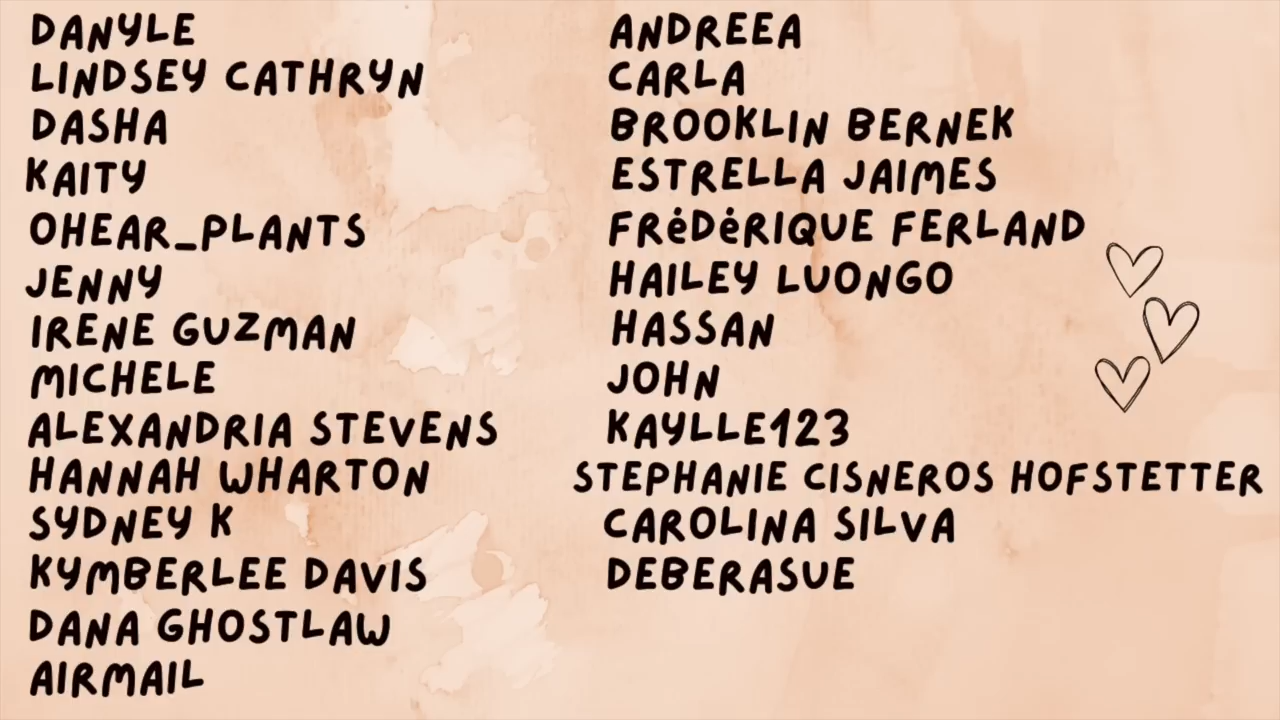 DANYLE
LINDSEY CATHRYN
DASHA
KAITY
OHEAR_PLANTS
JENNY
IRENE GUZMAN
MICHELE
ALEXANDRIA STEVENS
HANNAH WHARTON
SYDNEY K
KYMBERLEE DAVIS
DANA GHOSTLAW
AIRMAIL
ANDREEA
CARLA
BROOKLIN BERNEK
ESTRELLA JAIMES
FRėDėRIQUE FERLAND
HAILEY LUONGO
HASSAN
JOHN
KAYLLE123
STEPHANIE CISNEROS HOFSTETTER
CAROLINA SILVA
DEBERASUE